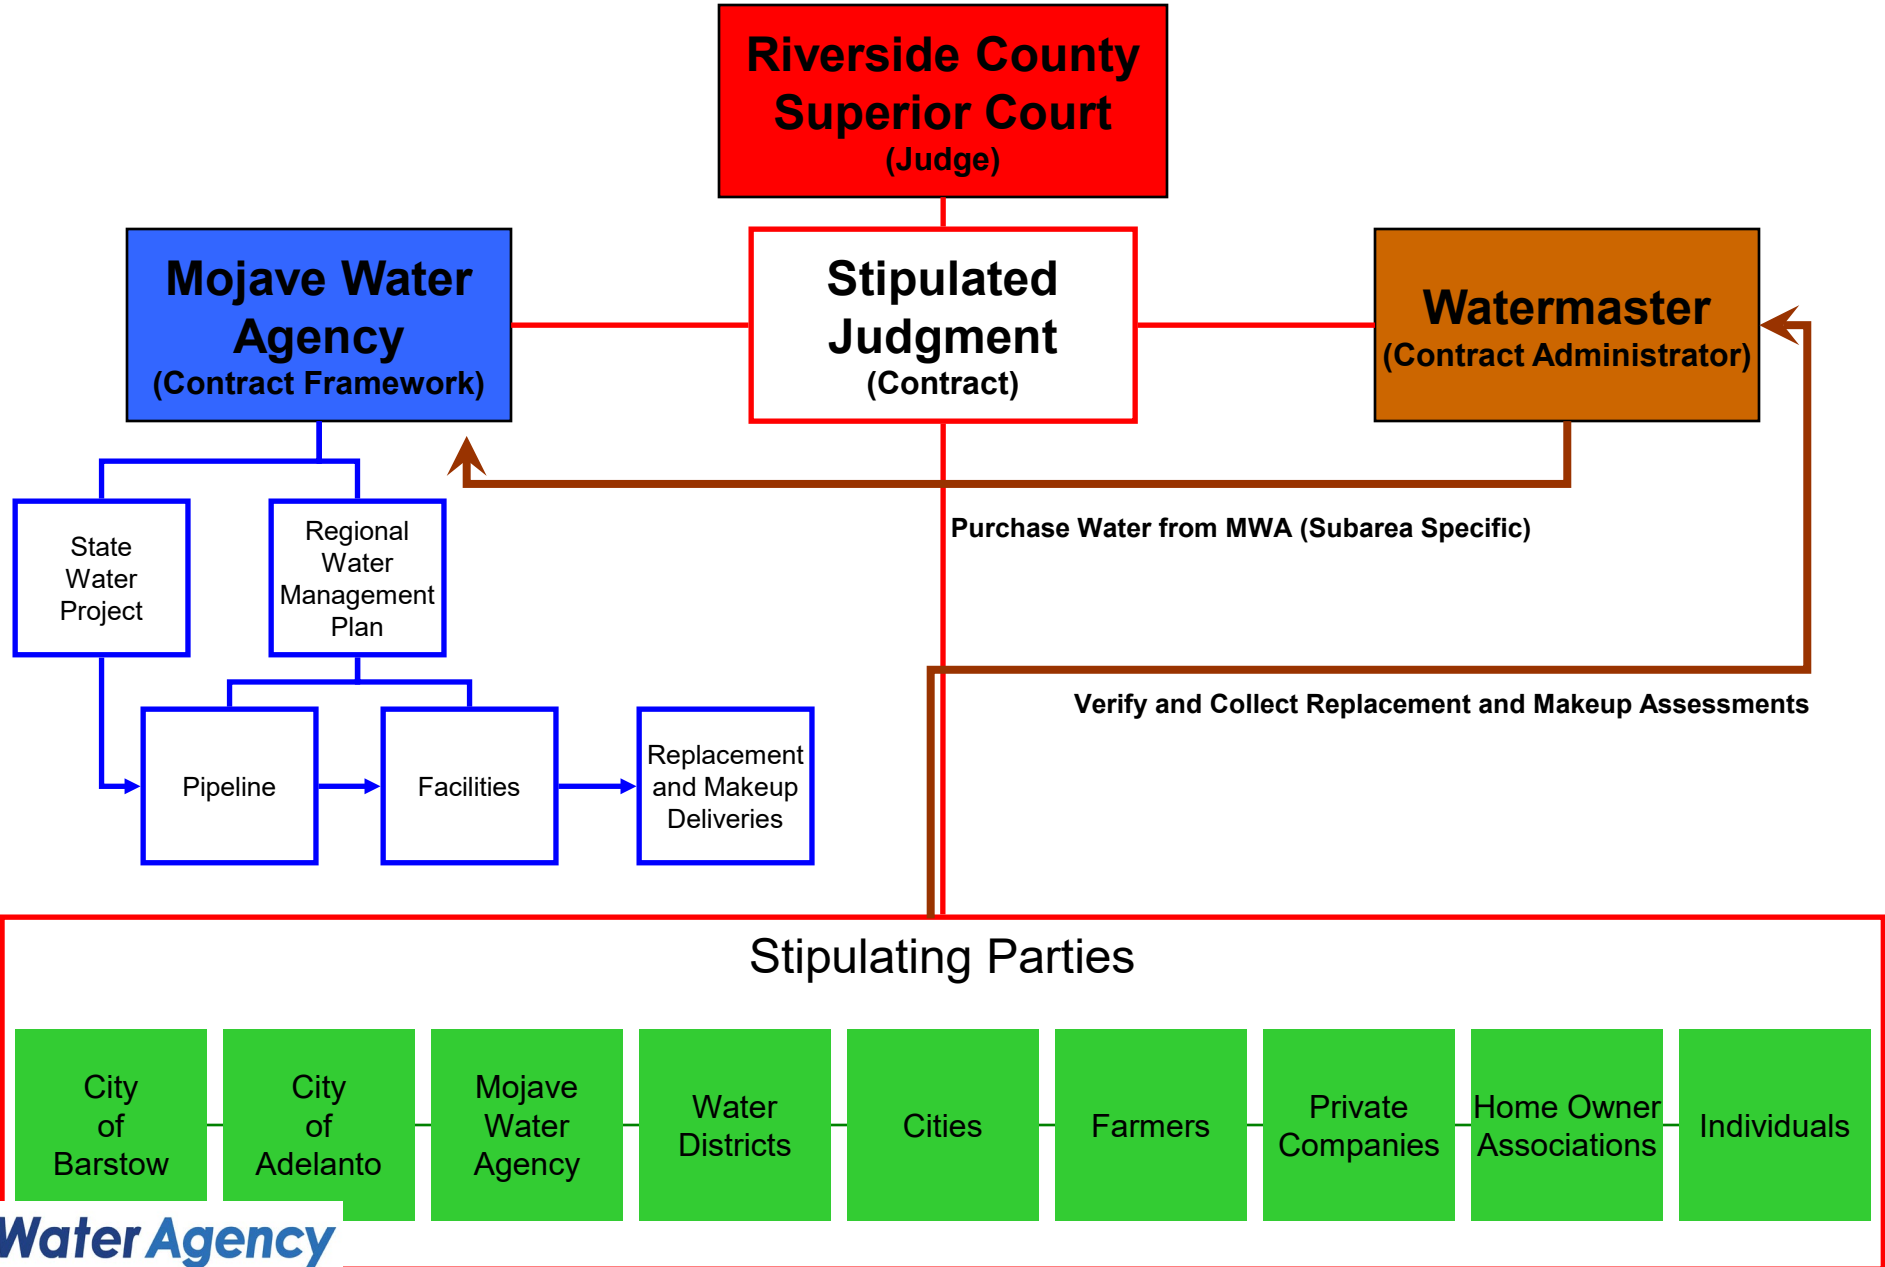 Riverside County
Superior Court
(Judge)
Mojave Water
Agency
(Contract Framework)
Stipulated
Judgment
(Contract)
Watermaster
(Contract Administrator)
State
Water
Project
Regional
Water
Management
Plan
Purchase Water from MWA (Subarea Specific)
Verify and Collect Replacement and Makeup Assessments
Pipeline
Facilities
Replacement
and Makeup
Deliveries
Stipulating Parties
City
of
Barstow
City
of
Adelanto
Mojave
Water
Agency
Water
Districts
Cities
Farmers
Private
Companies
Home Owner
Associations
Individuals
Water Agency